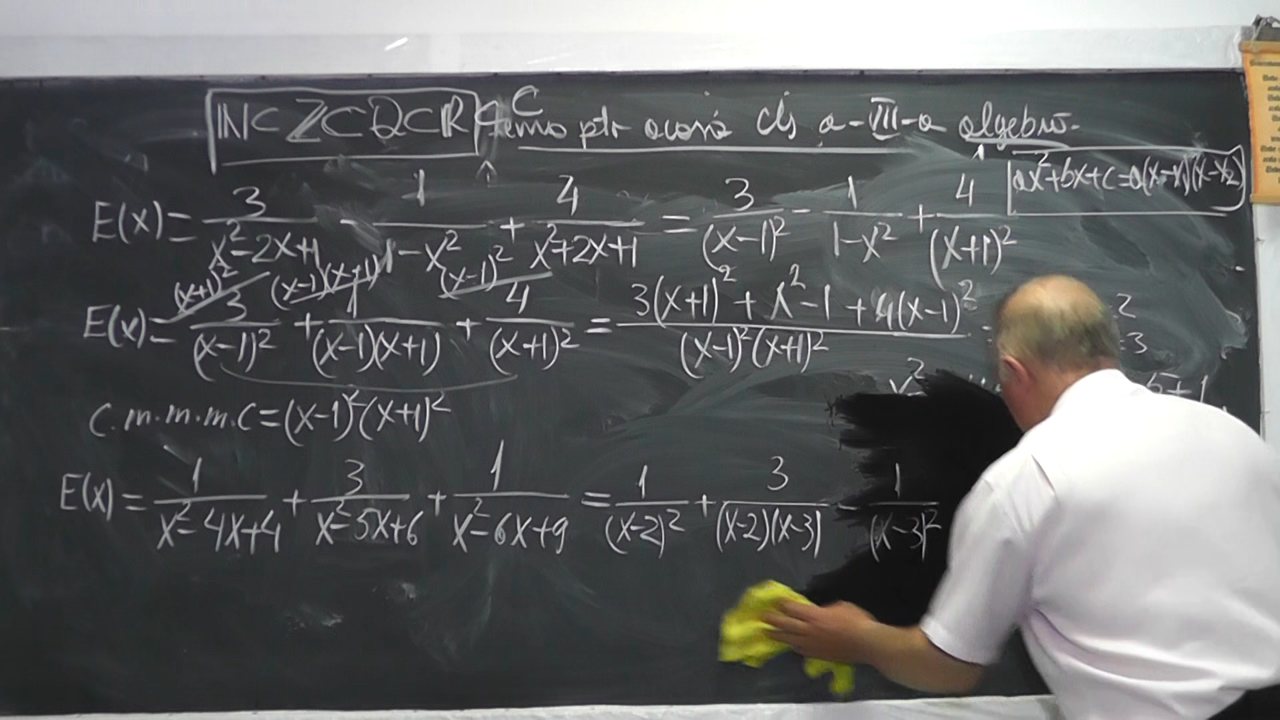 ℕ⊂ℤ⊂ℚ⊂ℝ⊂ℂ temă ptr acasă cls a-III-a algebră.
ax²+bx+c=a(x-x₁)(x-x₂)
E(x)= 3/(x²-2x+1) - 1/(1-x²) + 4/(x²+2x+1) = 3/(x-1)² - 1/(1-x²) + 4/(x+1)²
(x+1)² (x-1)(x+1) (x-1)²
E(x)= 3/(x-1)² + 1/((x-1)(x+1)) + 4/(x+1)² = (3(x+1)² + x²-1 + 4(x-1)²)/((x-1)²(x+1)²)
c.m.m.m.c=(x-1)²(x+1)²
E(x)= 1/(x²-4x+4) + 3/(x²-5x+6) + 1/(x²-6x+9) = 1/(x-2)² + 3/((x-2)(x-3)) - 1/(x-3)²